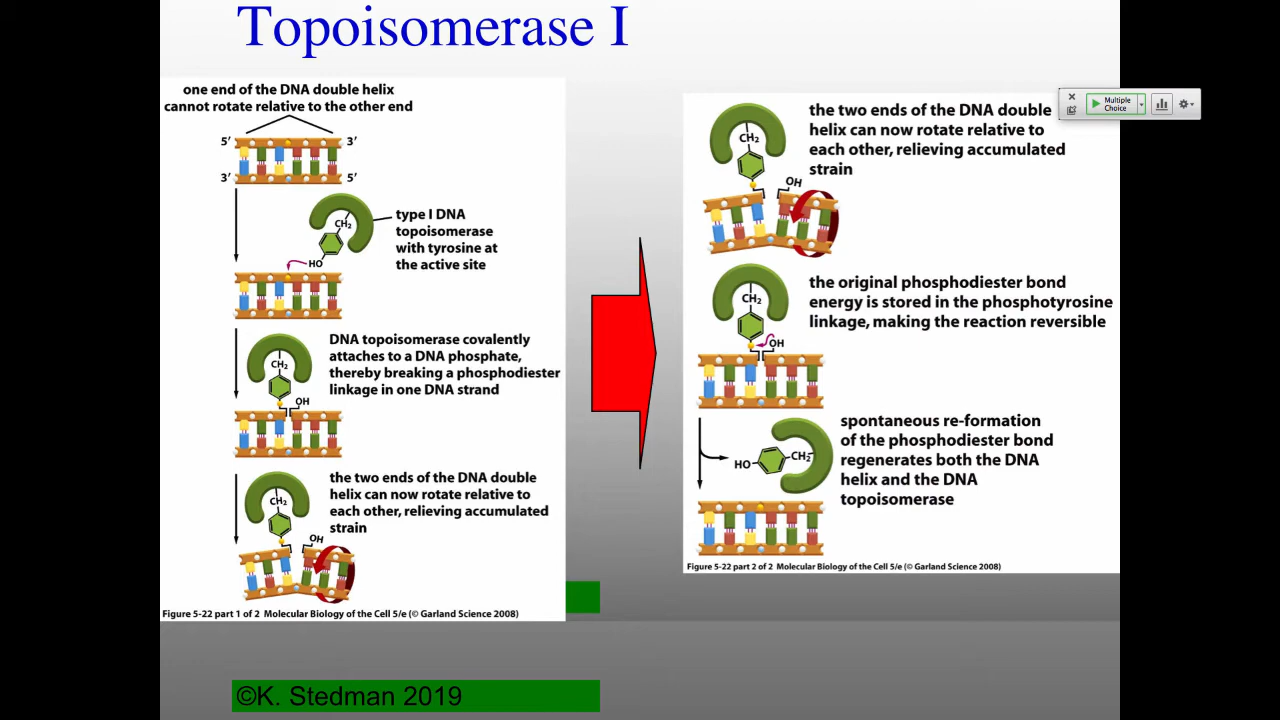 Topoisomerase I
one end of the DNA double helix
cannot rotate relative to the other end
5′
3′
3′
5′
CH2
HO
type I DNA
topoisomerase
with tyrosine at
the active site
DNA topoisomerase covalently
attaches to a DNA phosphate,
thereby breaking a phosphodiester
linkage in one DNA strand
CH2
OH
the two ends of the DNA double
helix can now rotate relative to
each other, relieving accumulated
strain
CH2
OH
Figure 5-22 part 1 of 2 Molecular Biology of the Cell 5/e (© Garland Science 2008)
the two ends of the DNA double
helix can now rotate relative to
each other, relieving accumulated
strain
CH2
OH
the original phosphodiester bond
energy is stored in the phosphotyrosine
linkage, making the reaction reversible
CH2
OH
spontaneous re-formation
of the phosphodiester bond
regenerates both the DNA
helix and the DNA
topoisomerase
HO
CH2
Figure 5-22 part 2 of 2 Molecular Biology of the Cell 5/e (© Garland Science 2008)
Multiple
Choice
©K. Stedman 2019